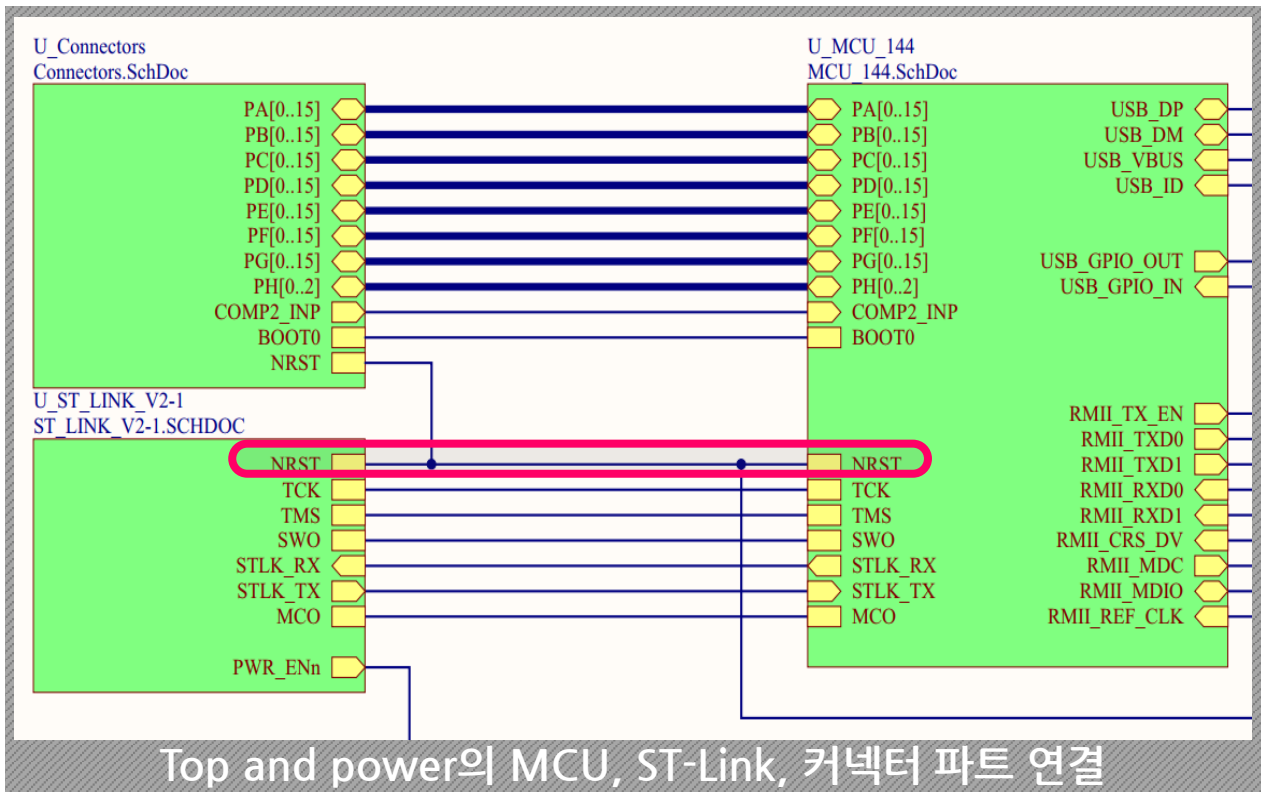 U_Connectors
Connectors.SchDoc
PA[0..15]
PB[0..15]
PC[0..15]
PD[0..15]
PE[0..15]
PF[0..15]
PG[0..15]
PH[0..2]
COMP2_INP
BOOT0
NRST
U_ST_LINK_V2-1
ST_LINK_V2-1.SCHDOC
NRST
TCK
TMS
SWO
STLK_RX
STLK_TX
MCO
PWR_ENn
U_MCU_144
MCU_144.SchDoc
PA[0..15]
PB[0..15]
PC[0..15]
PD[0..15]
PE[0..15]
PF[0..15]
PG[0..15]
PH[0..2]
COMP2_INP
BOOT0
NRST
TCK
TMS
SWO
STLK_RX
STLK_TX
MCO
USB_DP
USB_DM
USB_VBUS
USB_ID
USB_GPIO_OUT
USB_GPIO_IN
RMII_TX_EN
RMII_TXD0
RMII_TXD1
RMII_RXD0
RMII_RXD1
RMII_CRS_DV
RMII_MDC
RMII_MDIO
RMII_REF_CLK
Top and power의 MCU, ST-Link, 커넥터 파트 연결